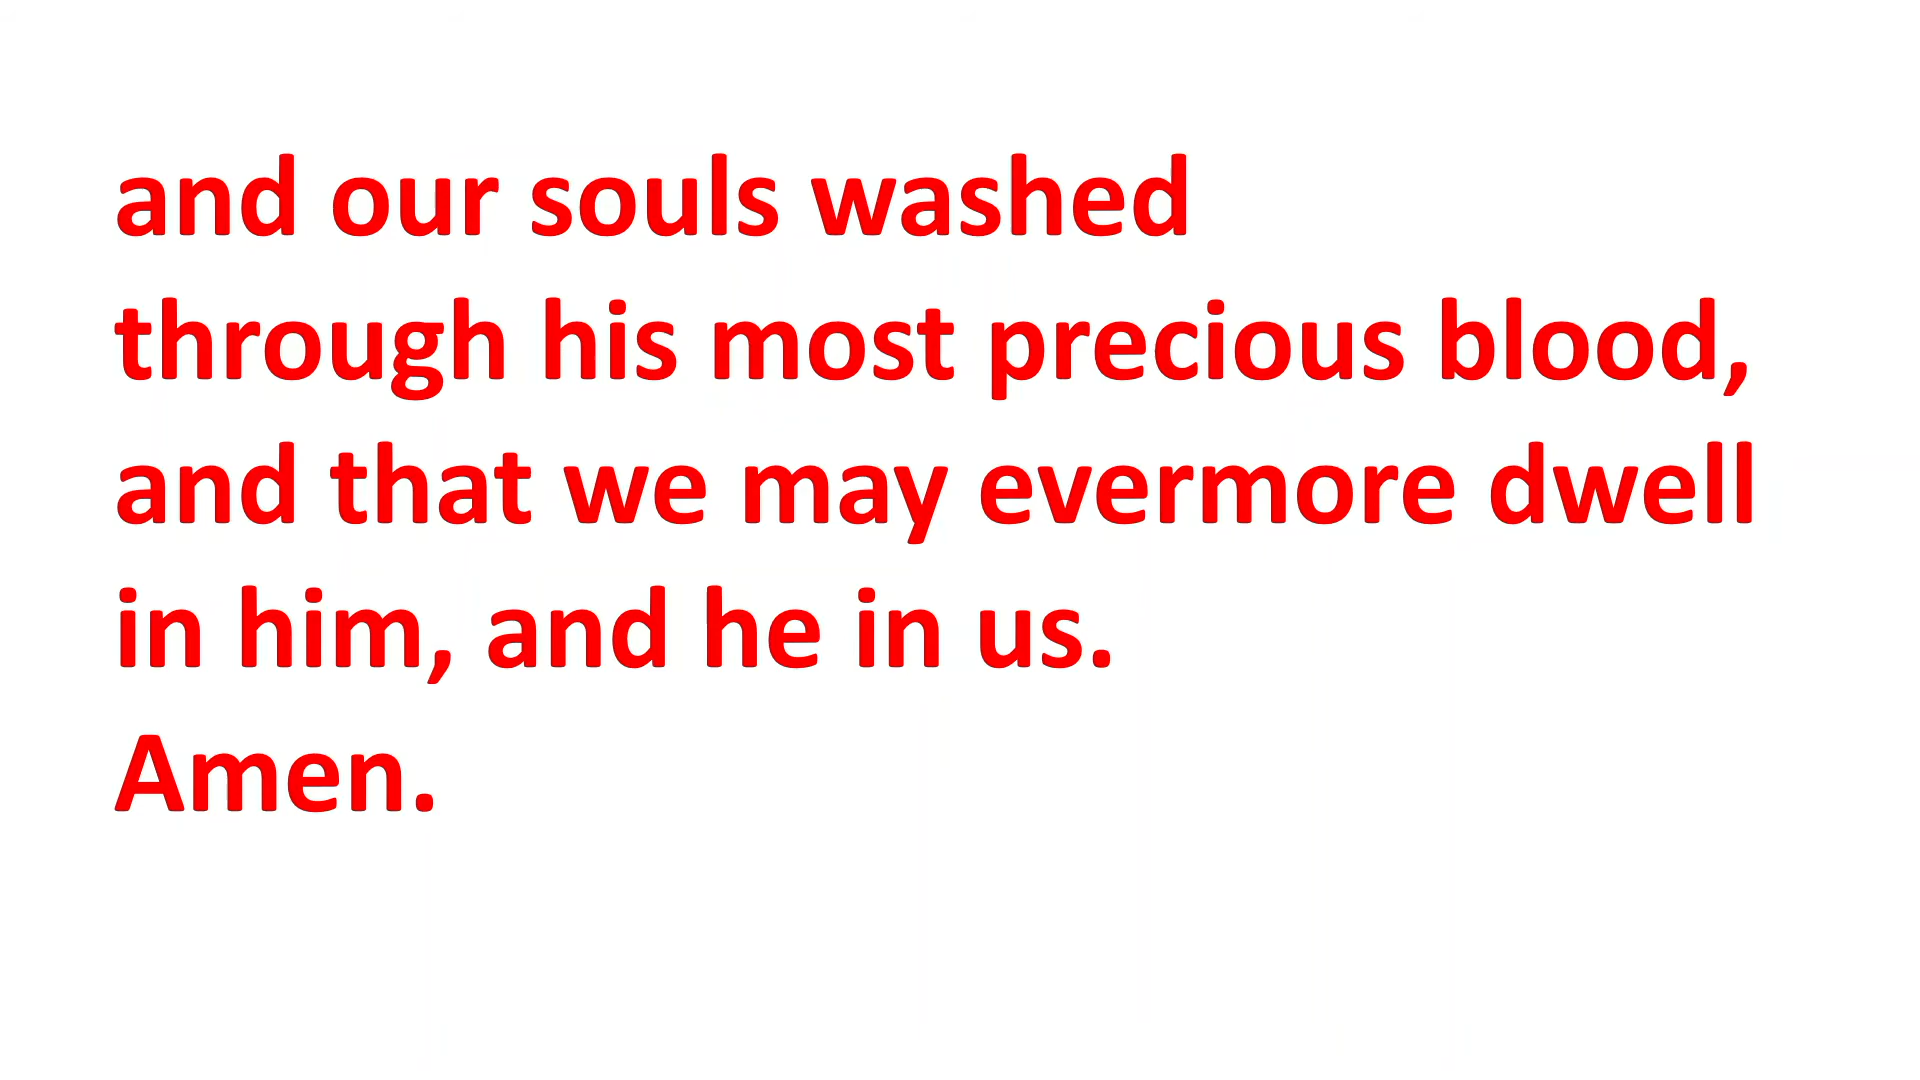 and our souls washed
through his most precious blood,
and that we may evermore dwell
in him, and he in us.
Amen.